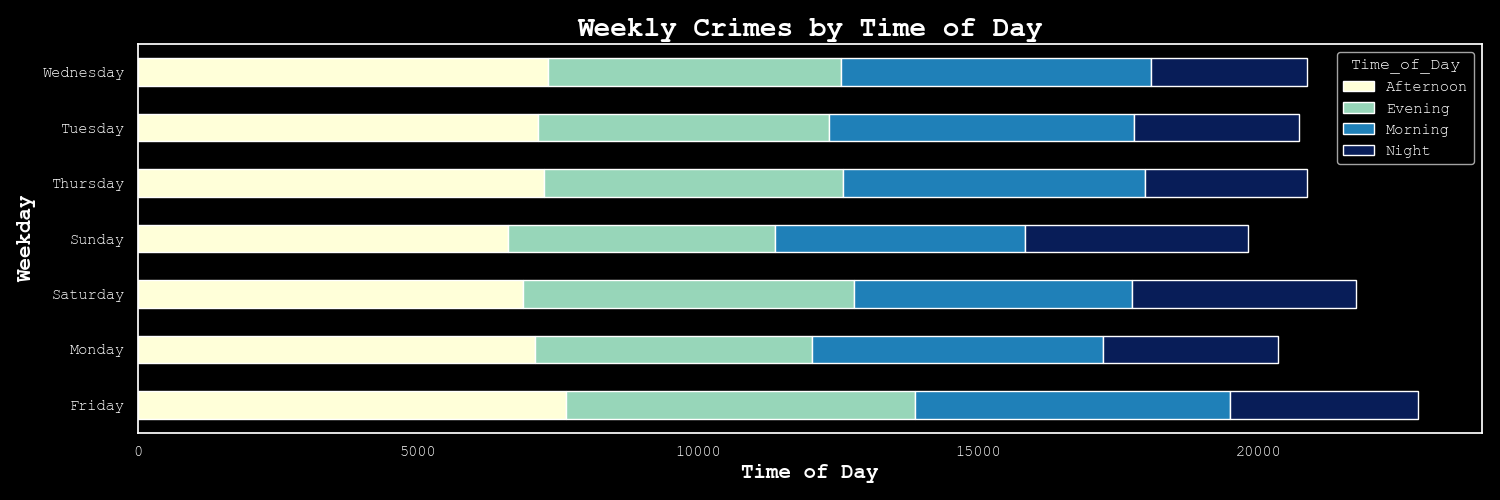 Weekly Crimes by Time of Day
Wednesday
Tuesday
Thursday
Sunday
Saturday
Monday
Friday
Weekday
Time_of_Day
Afternoon
Evening
Morning
Night
0 5000 10000 15000 20000
Time of Day